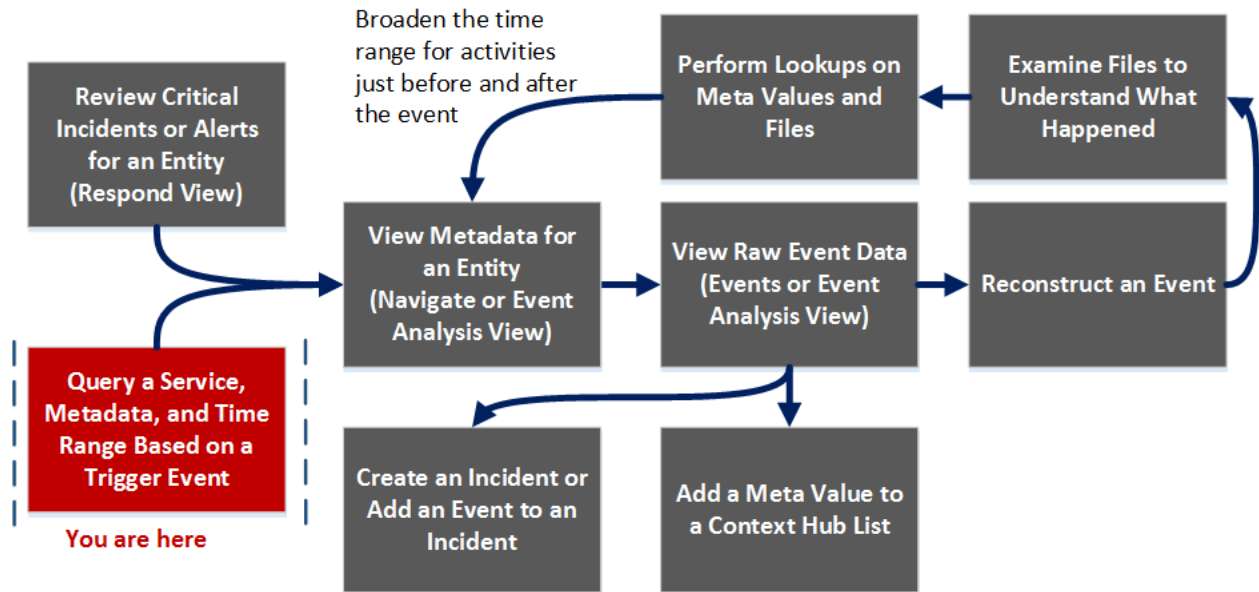 Broaden the time
range for activities
just before and after
the event
Review Critical
Incidents or Alerts
for an Entity
(Respond View)
Perform Lookups on
Meta Values and
Files
Examine Files to
Understand What
Happened
View Metadata for
an Entity
(Navigate or Event
Analysis View)
View Raw Event Data
(Events or Event
Analysis View)
Reconstruct an Event
Query a Service,
Metadata, and Time
Range Based on a
Trigger Event
You are here
Create an Incident or
Add an Event to an
Incident
Add a Meta Value to
a Context Hub List